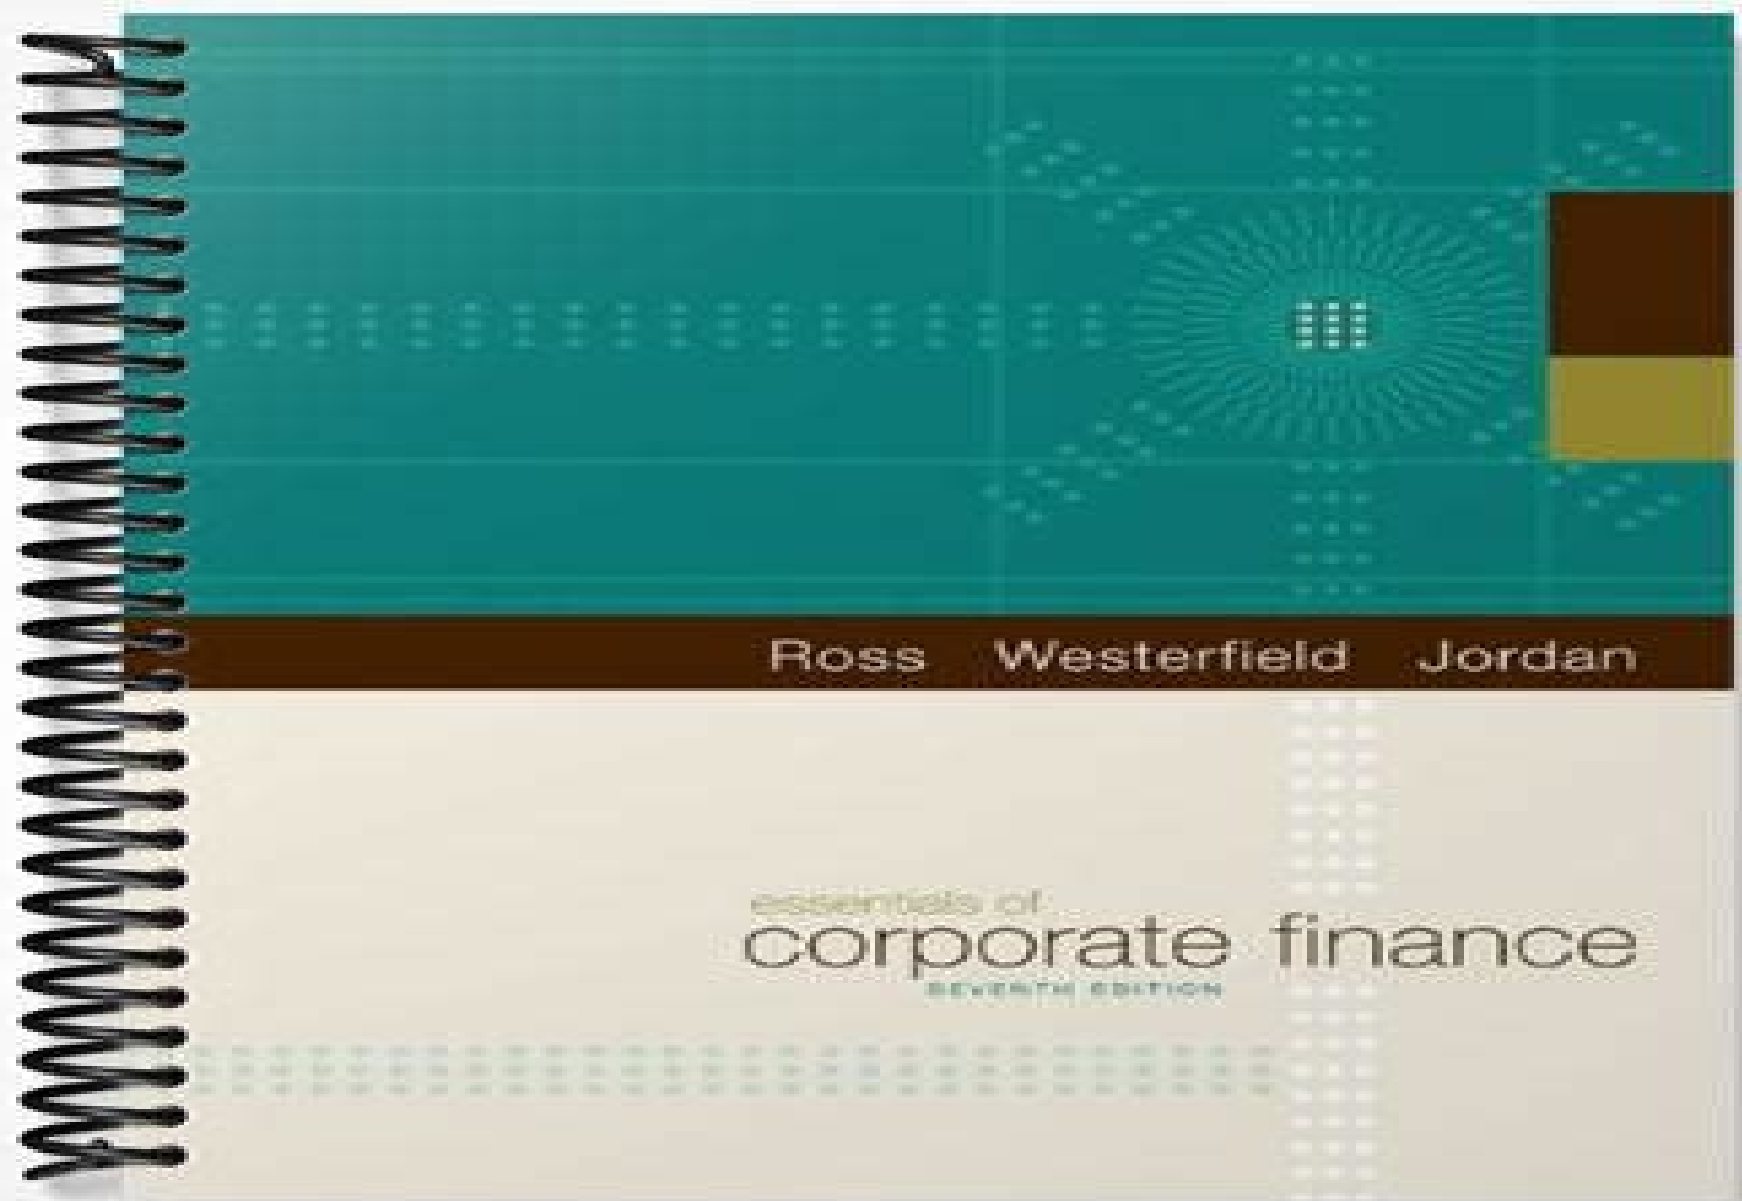 Ross Westerfield Jordan
essentials of
corporate finance
SEVENTH EDITION